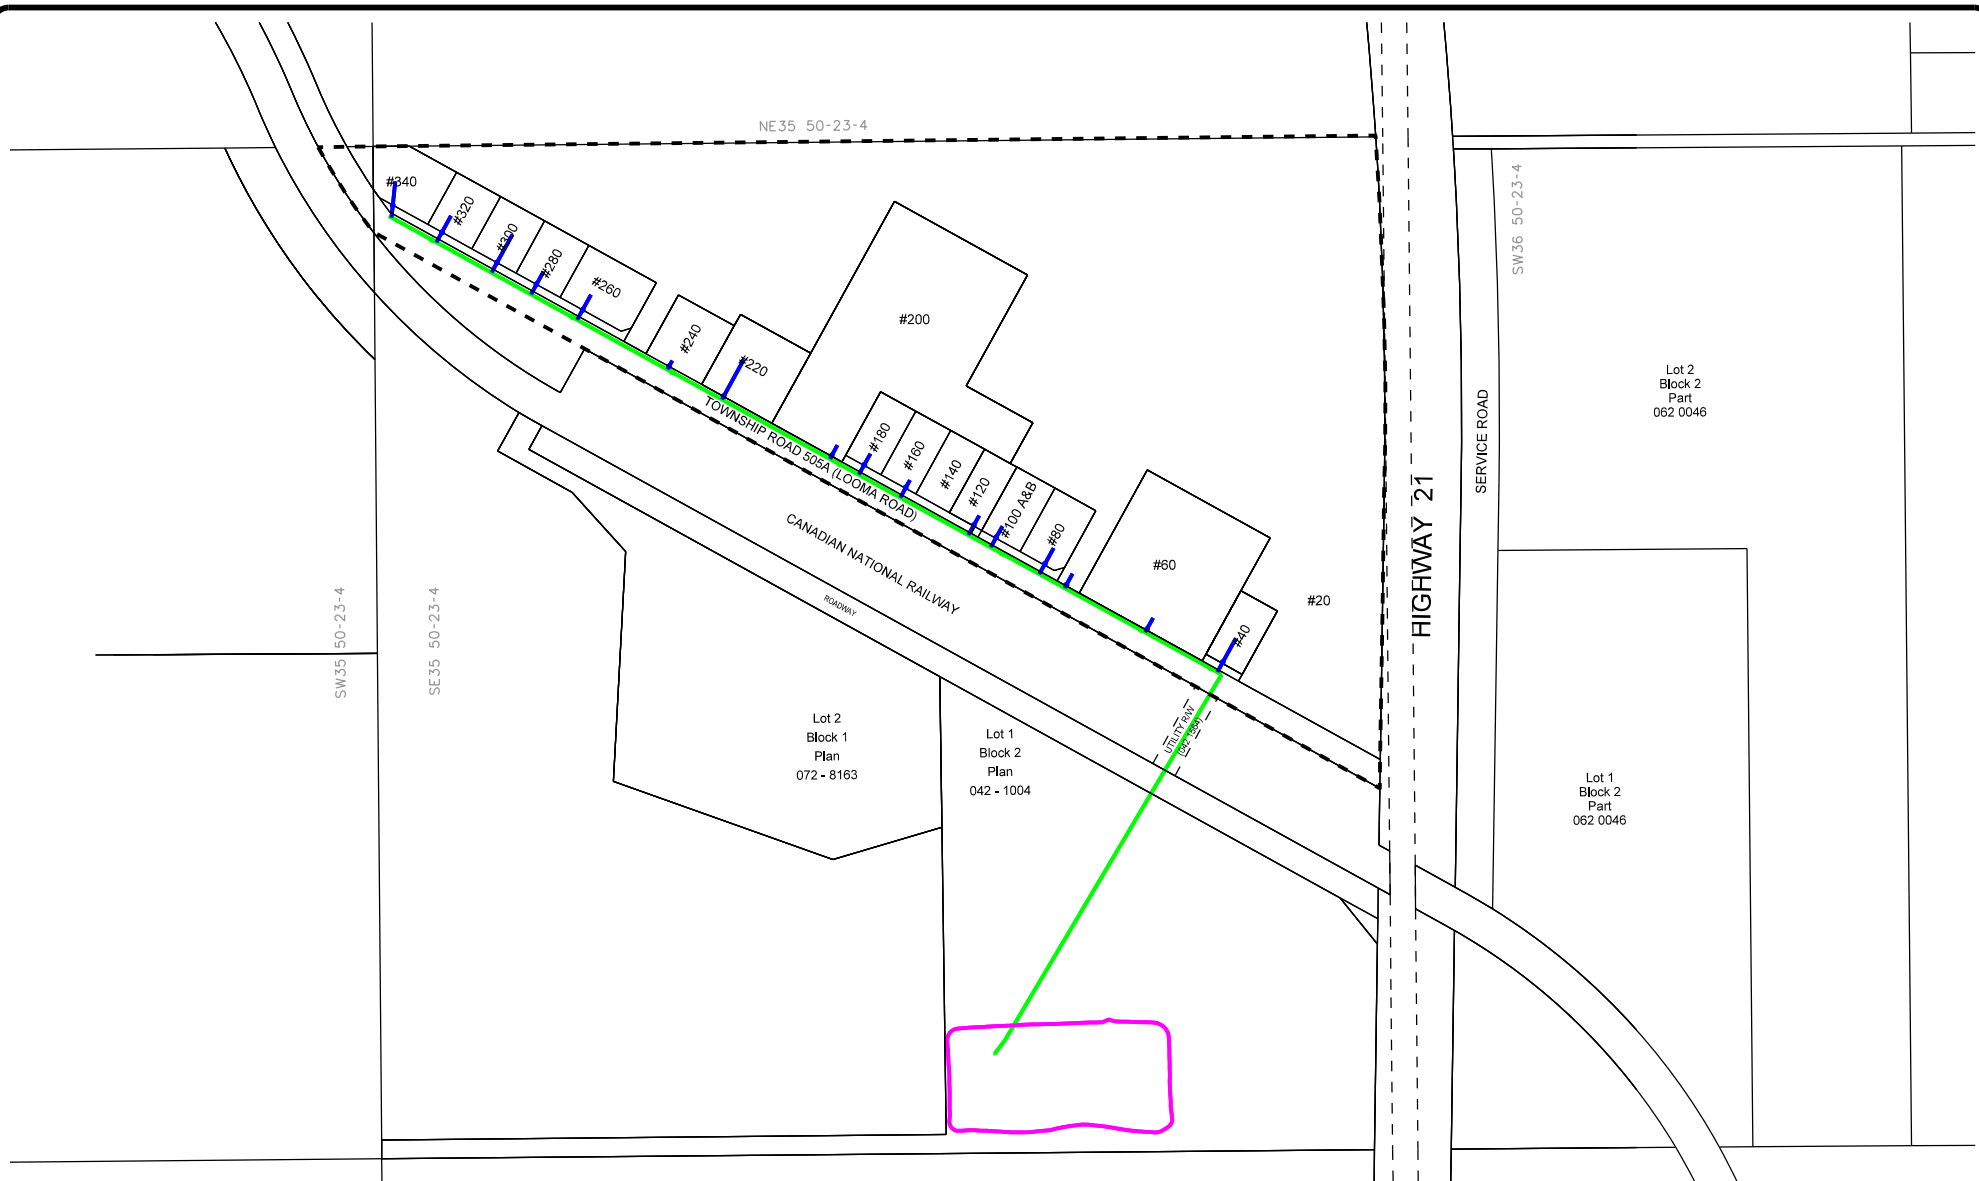 NE35 50-23-4
SW36 50-23-4
#340
#320
#300
#280
#260
#240
#220
#200
#180
#160
#140
#120
#100 A&B
#80
#60
#40
#20
TOWNSHIP ROAD 505A (LOOMA ROAD)
CANADIAN NATIONAL RAILWAY
ROADWAY
HIGHWAY 21
SERVICE ROAD
Lot 2
Block 2
Part
062 0046
SW35 50-23-4
SE35 50-23-4
UTILITY R/W
Lot 2
Block 1
Plan
072 - 8163
Lot 1
Block 2
Plan
042 - 1004
Lot 1
Block 2
Part
062 0046